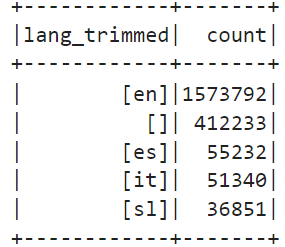 +------------+-------+
|lang_trimmed|  count|
+------------+-------+
|        [en]|1573792|
|          []| 412233|
|        [es]|  55232|
|        [it]|  51340|
|        [sl]|  36851|
+------------+-------+